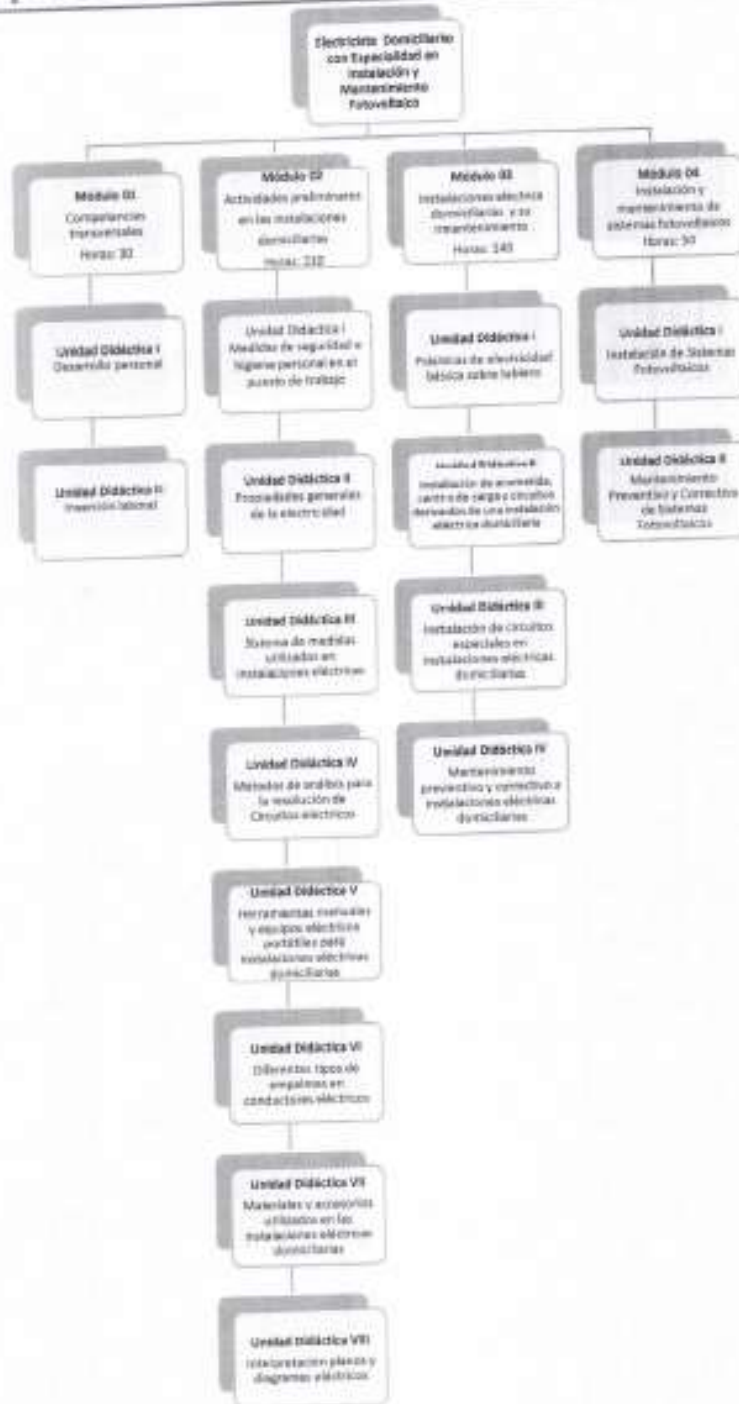 Electricista Domiciliario
con Especialidad en
Instalación y
Mantenimiento
Fotovoltaico
Módulo 01
Competencias
transversales
Horas: 30
Unidad Didáctica I
Desarrollo personal
Unidad Didáctica II
Inserción laboral
Módulo 02
Actividades preliminares
en las instalaciones
domiciliarias
Horas: 110
Unidad Didáctica I
Medidas de seguridad e
higiene personal en el
puesto de trabajo
Unidad Didáctica II
Propiedades generales
de la electricidad
Unidad Didáctica III
Sistema de medidas
utilizados en
instalaciones eléctricas
Unidad Didáctica IV
Métodos de análisis para
la resolución de
Circuitos eléctricos
Unidad Didáctica V
Herramientas manuales
y equipos eléctricos
portátiles para
instalaciones eléctricas
domiciliarias
Unidad Didáctica VI
Diferentes tipos de
empalmes en
conductores eléctricos
Unidad Didáctica VII
Materiales y accesorios
utilizados en las
instalaciones eléctricas
domiciliarias
Unidad Didáctica VIII
Interpretación planos y
diagramas eléctricos
Módulo 03
Instalaciones eléctrica
domiciliarias y su
mantenimiento
Horas: 140
Unidad Didáctica I
Prácticas de electricidad
básica sobre tablero
Unidad Didáctica II
Instalación de acometida,
centro de carga y circuitos
derivados de una instalación
eléctrica domiciliaria
Unidad Didáctica III
Instalación de circuitos
especiales en
instalaciones eléctricas
domiciliarias
Unidad Didáctica IV
Mantenimiento
preventivo y correctivo a
instalaciones eléctricas
domiciliarias
Módulo 04
Instalación y
mantenimiento de
sistemas fotovoltaicos
Horas: 50
Unidad Didáctica I
Instalación de Sistemas
Fotovoltaicos
Unidad Didáctica II
Mantenimiento
Preventivo y Correctivo
de Sistemas
Fotovoltaicos